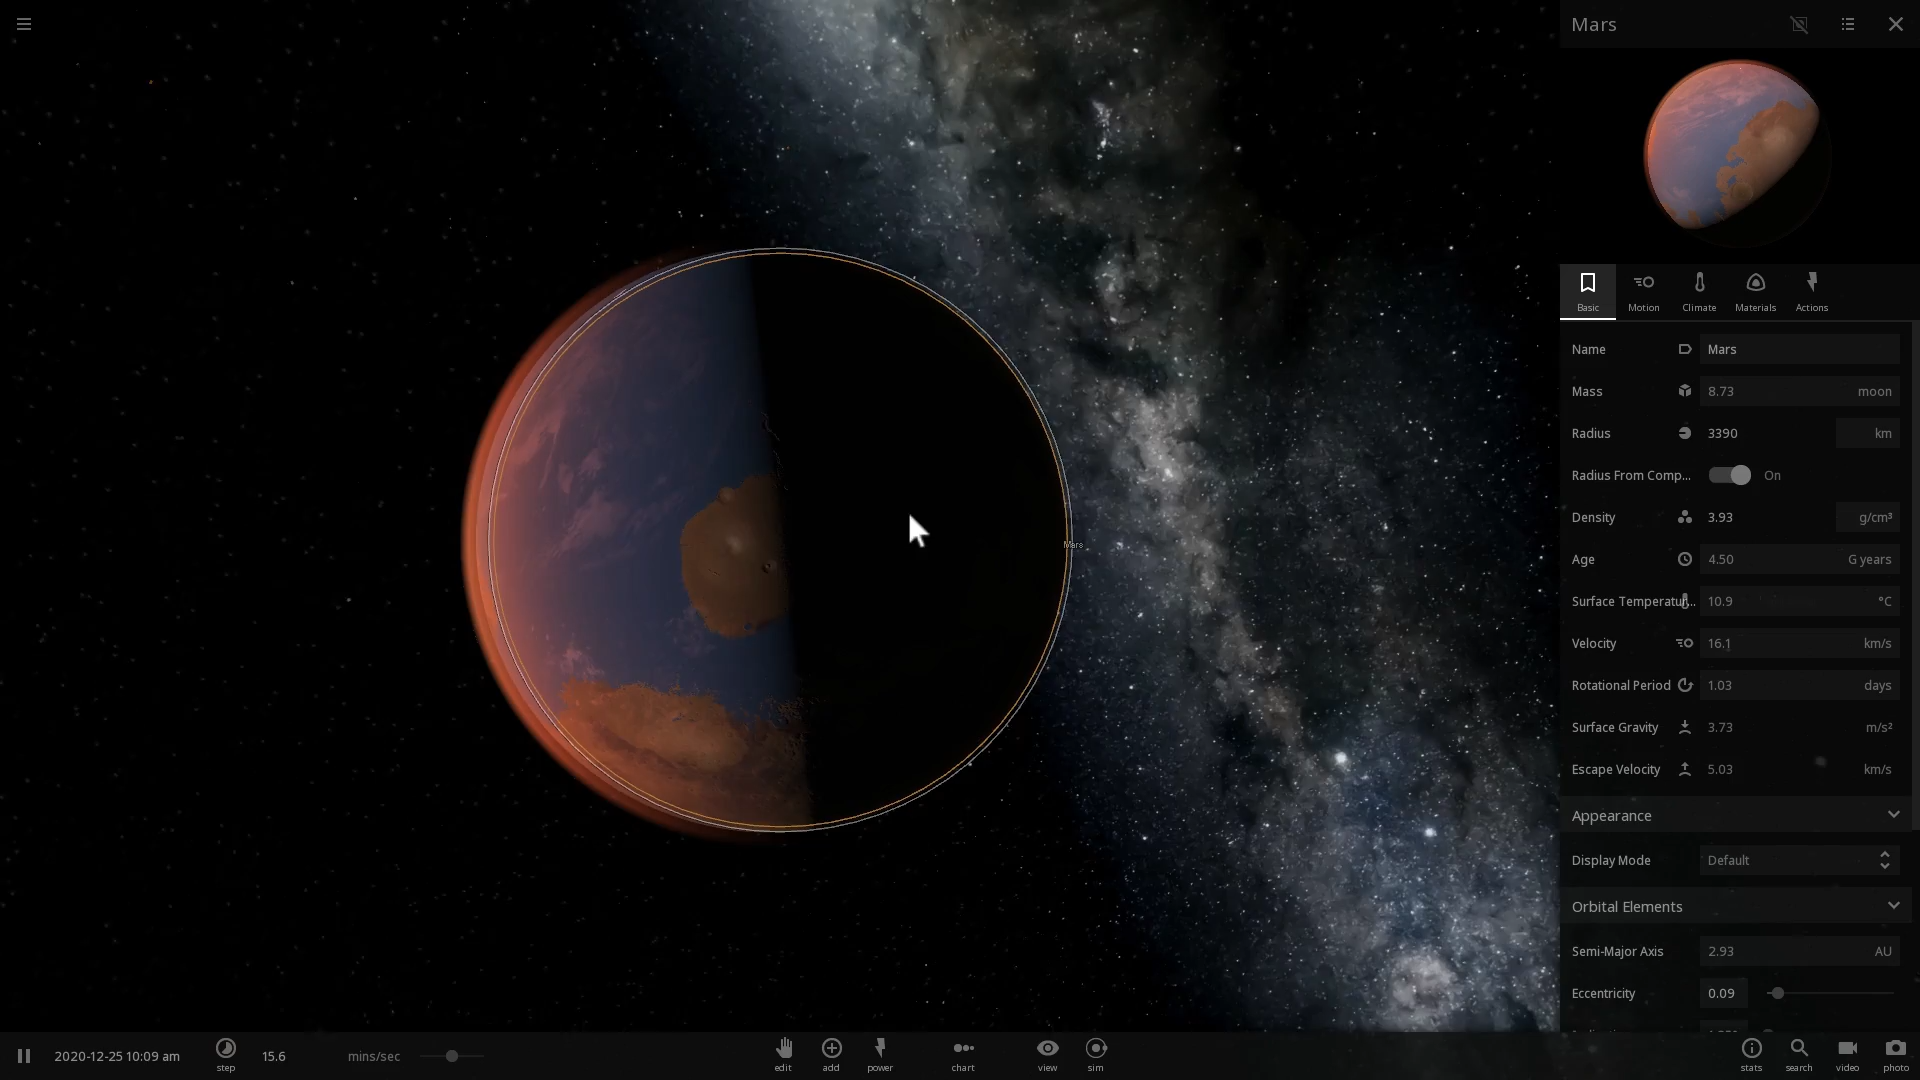 Mars
Basic
Motion
Climate
Materials
Actions
Name Mars
Mass 8.73 moon
Radius 3390 km
Radius From Comp... On
Density 3.93 g/cm³
Age 4.50 G years
Surface Temperatur... 10.9 °C
Velocity 16.1 km/s
Rotational Period 1.03 days
Surface Gravity 3.73 m/s²
Escape Velocity 5.03 km/s
Appearance
Display Mode Default
Orbital Elements
Semi-Major Axis 2.93 AU
Eccentricity 0.09
Mars
2020-12-25 10:09 am
step
15.6 mins/sec
edit
add
power
chart
view
sim
stats
search
video
photo